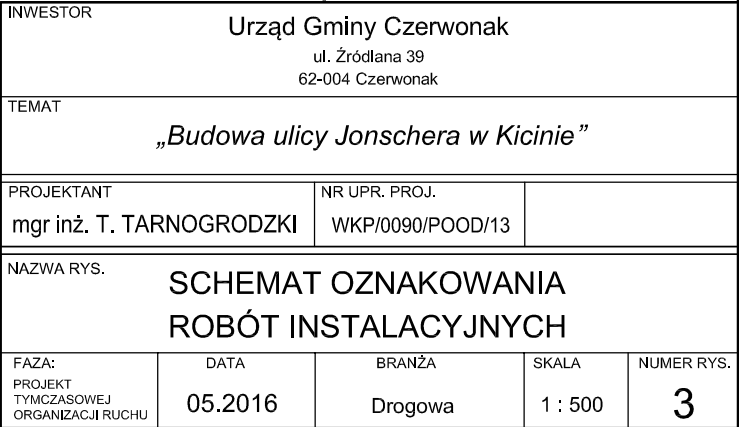 INWESTOR
Urząd Gminy Czerwonak
ul. Źródlana 39
62-004 Czerwonak
TEMAT
„Budowa ulicy Jonschera w Kicinie”
PROJEKTANT
mgr inż. T. TARNOGRODZKI
NR UPR. PROJ.
WKP/0090/POOD/13
NAZWA RYS.
SCHEMAT OZNAKOWANIA
ROBÓT INSTALACYJNYCH
FAZA:
PROJEKT
TYMCZASOWEJ
ORGANIZACJI RUCHU
DATA
05.2016
BRANŻA
Drogowa
SKALA
1 : 500
NUMER RYS.
3